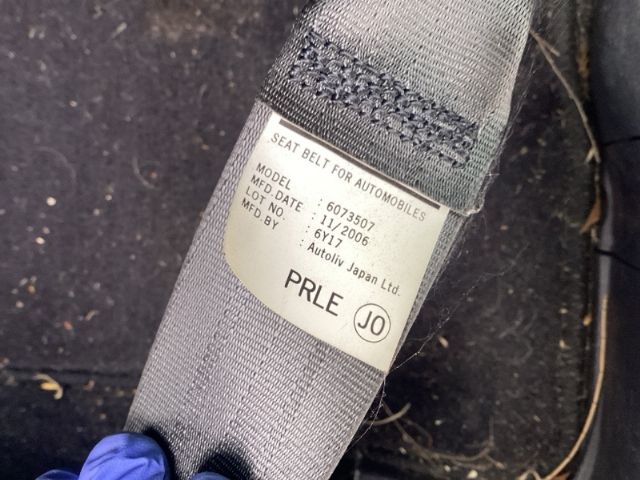 SEAT BELT FOR AUTOMOBILES
MODEL : 6073507
MFD.DATE : 11/2006
LOT NO. : 6Y17
MFD.BY : Autoliv Japan Ltd.
PRLE JO